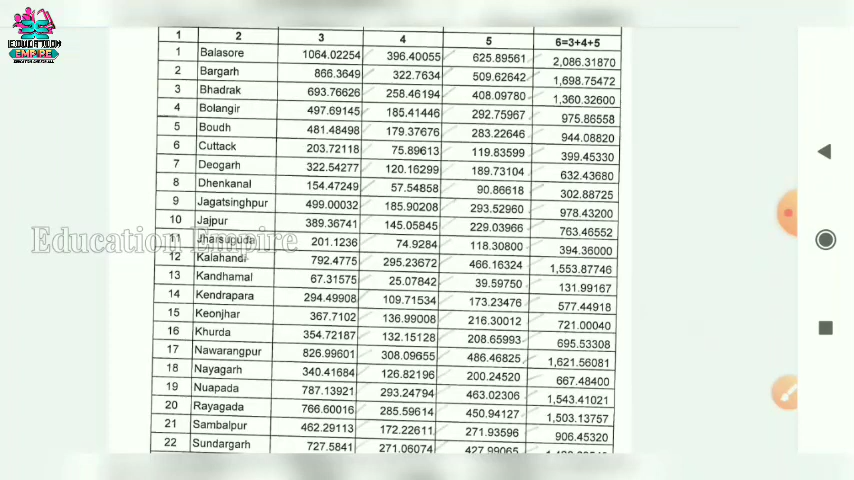 EDUCATION
EMPIRE
1 2 3 4 5 6=3+4+5
1 Balasore 1064.02254 396.40055 625.89561 2,086.31870
2 Bargarh 866.3649 322.7634 509.62642 1,698.75472
3 Bhadrak 693.76626 258.46194 408.09780 1,360.32600
4 Bolangir 497.69145 185.41446 292.75967 975.86558
5 Boudh 481.48498 179.37676 283.22646 944.08820
6 Cuttack 203.72118 75.89613 119.83599 399.45330
7 Deogarh 322.54277 120.16299 189.73104 632.43680
8 Dhenkanal 154.47249 57.54858 90.86618 302.88725
9 Jagatsinghpur 499.00032 185.90208 293.52960 978.43200
10 Jajpur 389.36741 145.05845 229.03966 763.46552
11 Jharsuguda 201.1236 74.9284 118.30800 394.36000
Education Empire
12 Kalahandi 792.4775 295.23672 466.16324 1,553.87746
13 Kandhamal 67.31575 25.07842 39.59750 131.99167
14 Kendrapara 294.49908 109.71534 173.23476 577.44918
15 Keonjhar 367.7102 136.99008 216.30012 721.00040
16 Khurda 354.72187 132.15128 208.65993 695.53308
17 Nawarangpur 826.99601 308.09655 486.46825 1,621.56081
18 Nayagarh 340.41684 126.82196 200.24520 667.48400
19 Nuapada 787.13921 293.24794 463.02306 1,543.41021
20 Rayagada 766.60016 285.59614 450.94127 1,503.13757
21 Sambalpur 462.29113 172.22611 271.93596 906.45320
22 Sundargarh 727.5841 271.06074 427.99065